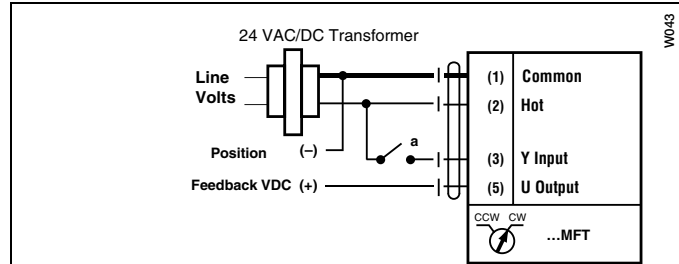 W043
24 VAC/DC Transformer
Line
Volts
(1) Common
(2) Hot
a
Position (–)
(3) Y Input
Feedback VDC (+)
(5) U Output
CCW CW
...MFT